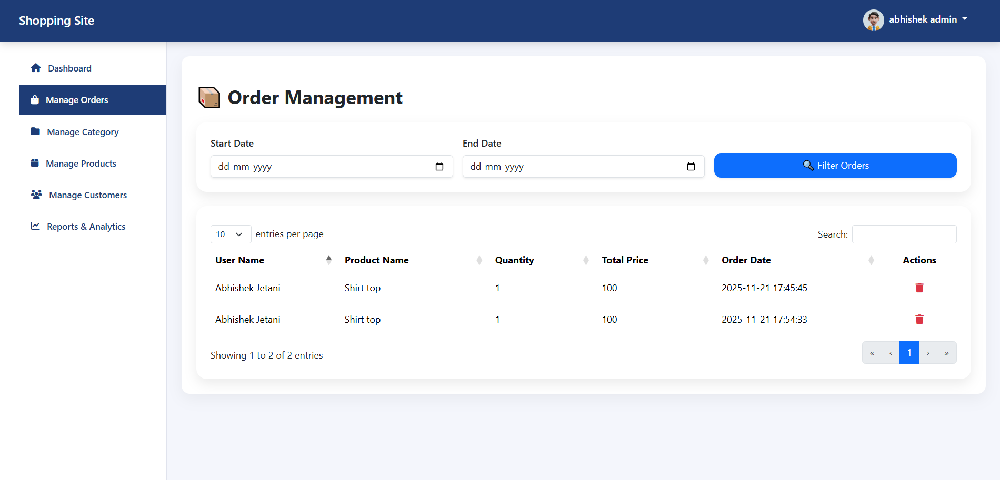 Shopping Site
abhishek admin
Dashboard
Manage Orders
Manage Category
Manage Products
Manage Customers
Reports & Analytics
Order Management
Start Date
End Date
dd-mm-yyyy
dd-mm-yyyy
Filter Orders
10 entries per page
Search:
User Name Product Name Quantity Total Price Order Date Actions
Abhishek Jetani Shirt top 1 100 2025-11-21 17:45:45
Abhishek Jetani Shirt top 1 100 2025-11-21 17:54:33
Showing 1 to 2 of 2 entries
« ‹ 1 › »